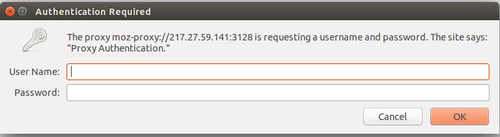 Authentication Required
The proxy moz-proxy://217.27.59.141:3128 is requesting a username and password. The site says:
"Proxy Authentication."
User Name:
Password:
Cancel OK